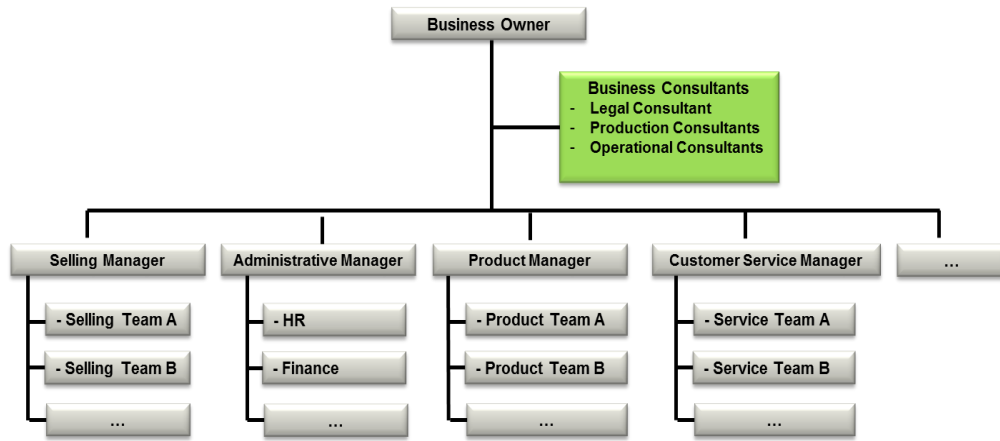 Business Owner
Business Consultants
- Legal Consultant
- Production Consultants
- Operational Consultants
Selling Manager
Administrative Manager
Product Manager
Customer Service Manager
...
- Selling Team A
- HR
- Product Team A
- Service Team A
- Selling Team B
- Finance
- Product Team B
- Service Team B
...
...
...
...